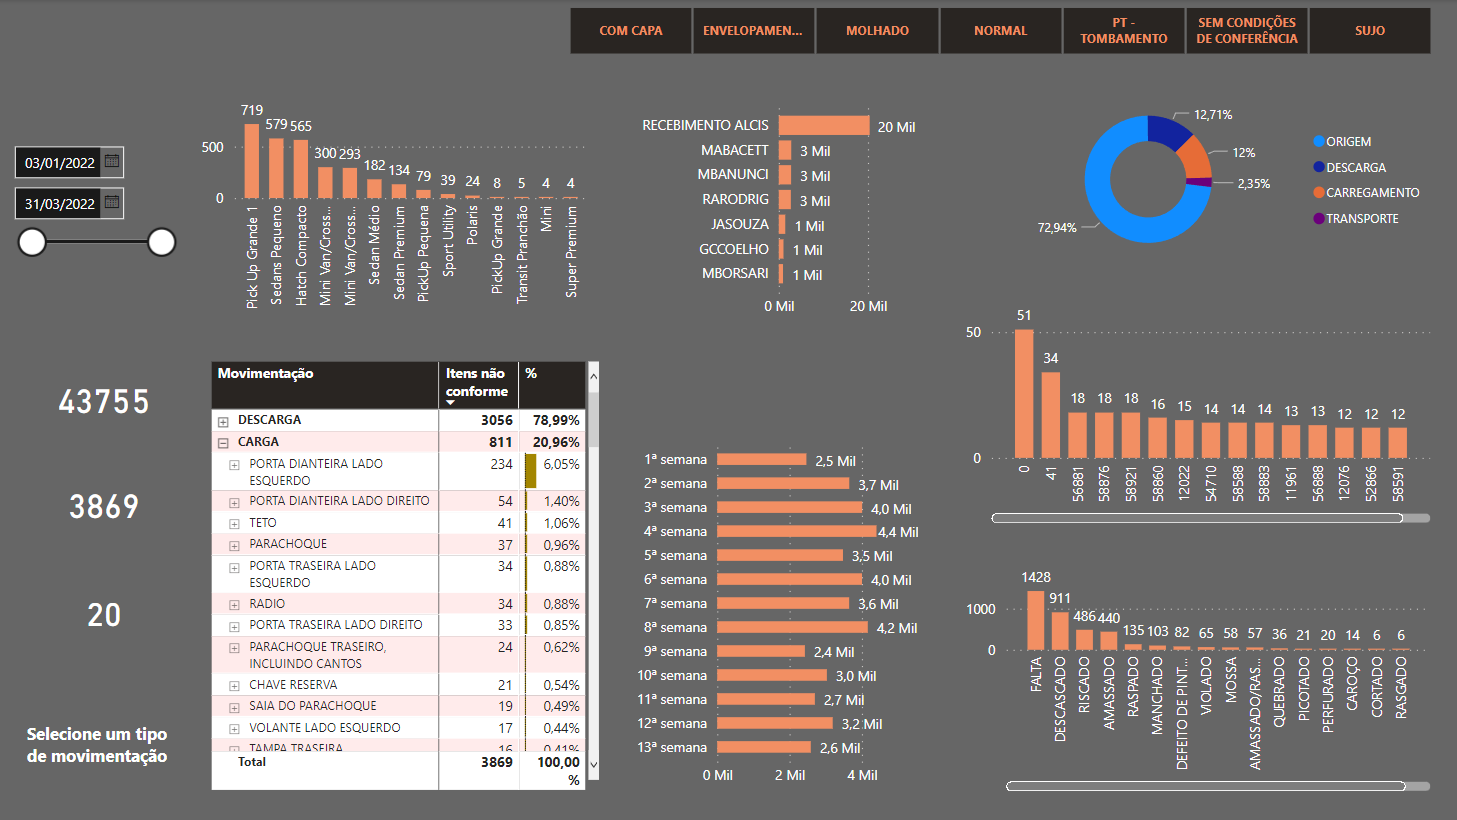 COM CAPA
ENVELOPAMEN...
MOLHADO
NORMAL
PT -
TOMBAMENTO
SEM CONDIÇÕES
DE CONFERÊNCIA
SUJO
03/01/2022
31/03/2022
43755
3869
20
Selecione um tipo
de movimentação
719
579
565
300
293
182
134
79
39
24
8
5
4
4
500
0
Pick Up Grande 1
Sedans Pequeno
Hatch Compacto
Mini Van/Cross...
Mini Van/Cross...
Sedan Médio
Sedan Premium
PickUp Pequena
Sport Utility
Polaris
PickUp Grande
Transit Pranchão
Mini
Super Premium
RECEBIMENTO ALCIS 20 Mil
MABACETT 3 Mil
MBANUNCI 3 Mil
RARODRIG 3 Mil
JASOUZA 1 Mil
GCCOELHO 1 Mil
MBORSARI 1 Mil
0 Mil 20 Mil
12,71%
12%
2,35%
72,94%
ORIGEM
DESCARGA
CARREGAMENTO
TRANSPORTE
Movimentação Itens não conforme %
DESCARGA 3056 78,99%
CARGA 811 20,96%
PORTA DIANTEIRA LADO
ESQUERDO 234 6,05%
PORTA DIANTEIRA LADO DIREITO 54 1,40%
TETO 41 1,06%
PARACHOQUE 37 0,96%
PORTA TRASEIRA LADO
ESQUERDO 34 0,88%
RADIO 34 0,88%
PORTA TRASEIRA LADO DIREITO 33 0,85%
PARACHOQUE TRASEIRO,
INCLUINDO CANTOS 24 0,62%
CHAVE RESERVA 21 0,54%
SAIA DO PARACHOQUE 19 0,49%
VOLANTE LADO ESQUERDO 17 0,44%
TAMPA TRASEIRA 16 0,41%
Total 3869 100,00
%
1ª semana 2,5 Mil
2ª semana 3,7 Mil
3ª semana 4,0 Mil
4ª semana 4,4 Mil
5ª semana 3,5 Mil
6ª semana 4,0 Mil
7ª semana 3,6 Mil
8ª semana 4,2 Mil
9ª semana 2,4 Mil
10ª semana 3,0 Mil
11ª semana 2,7 Mil
12ª semana 3,2 Mil
13ª semana 2,6 Mil
0 Mil 2 Mil 4 Mil
51
34
18
18
18
16
15
14
14
14
13
13
12
12
12
50
0
0
41
56881
58876
58921
58860
12022
54710
58588
58883
11961
56888
12076
52866
58591
1428
911
486
440
135
103
82
65
58
57
36
21
20
14
6
6
1000
0
FALTA
DESCASCADO
RISCADO
AMASSADO
RASPADO
MANCHADO
DEFEITO DE PINT...
VIOLADO
MOSSA
AMASSADO/RAS...
QUEBRADO
PICOTADO
PERFURADO
CAROÇO
CORTADO
RASGADO